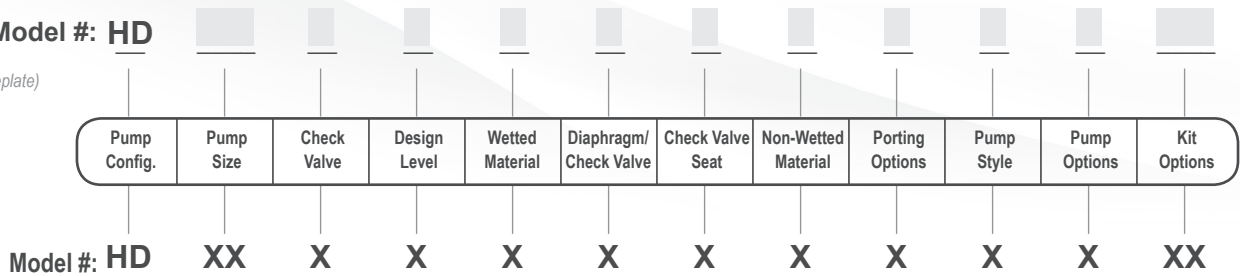 Model #: HD
plate)
Pump Config. Pump Size Check Valve Design Level Wetted Material Diaphragm/ Check Valve Check Valve Seat Non-Wetted Material Porting Options Pump Style Pump Options Kit Options
Model #: HD XX X X X X X X X X X XX